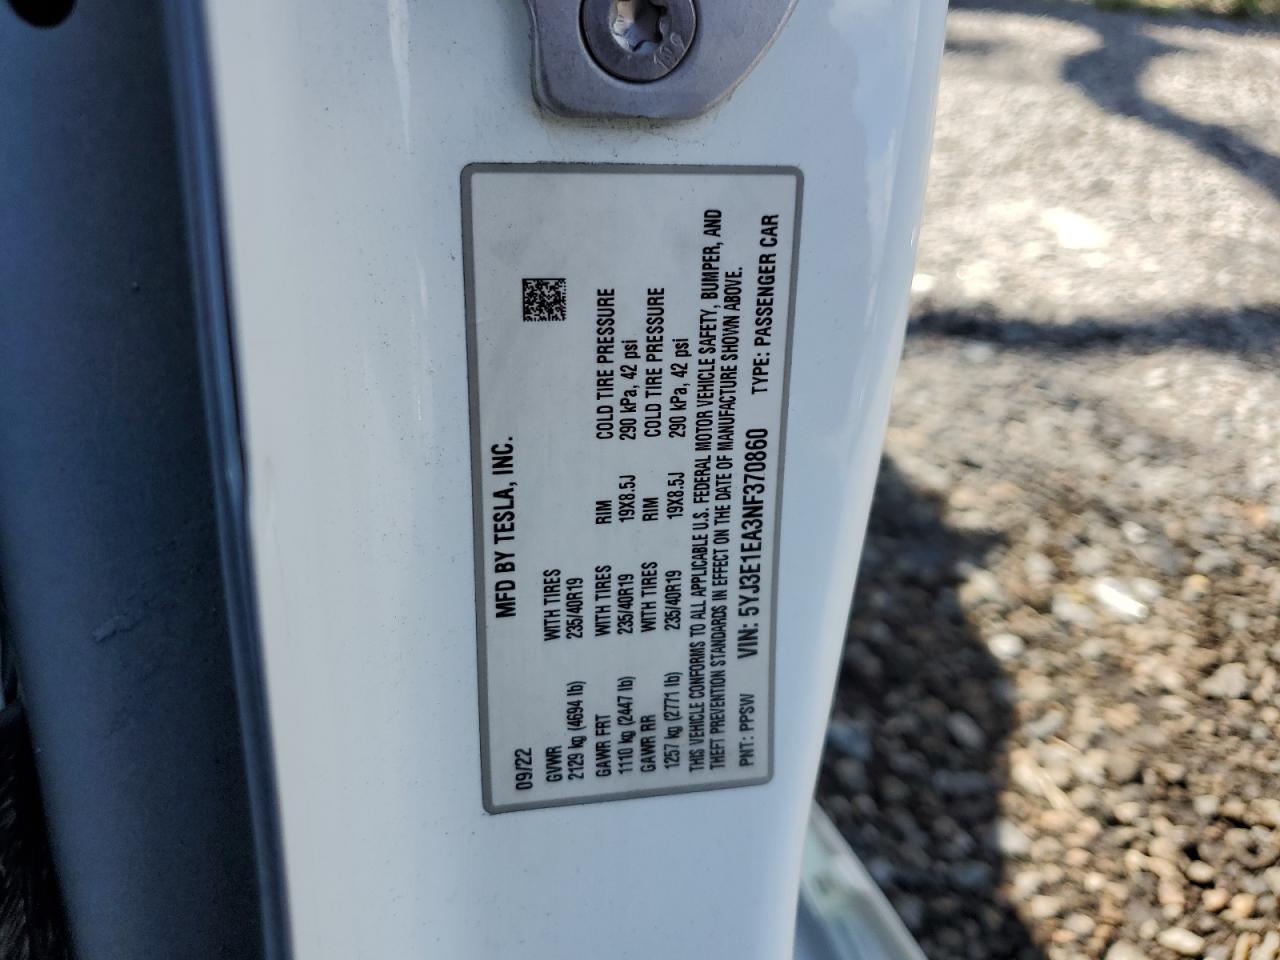 09/22 MFD BY TESLA, INC.
GVWR WITH TIRES
2129 kg (4694 lb) 235/40R19
GAWR FRT WITH TIRES RIM COLD TIRE PRESSURE
1110 kg (2447 lb) 235/40R19 19X8.5J 290 kPa, 42 psi
GAWR RR WITH TIRES RIM COLD TIRE PRESSURE
1257 kg (2771 lb) 235/40R19 19X8.5J 290 kPa, 42 psi
THIS VEHICLE CONFORMS TO ALL APPLICABLE U.S. FEDERAL MOTOR VEHICLE SAFETY, BUMPER, AND
THEFT PREVENTION STANDARDS IN EFFECT ON THE DATE OF MANUFACTURE SHOWN ABOVE.
PNT: PPSW VIN: 5YJ3E1EA3NF370860 TYPE: PASSENGER CAR